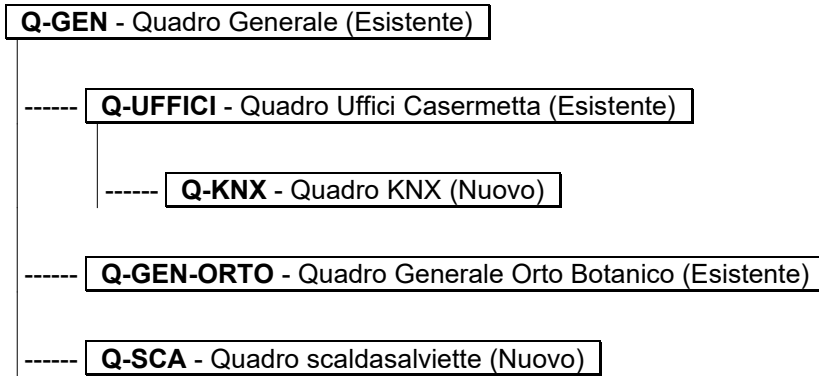 Q-GEN - Quadro Generale (Esistente)
------ Q-UFFICI - Quadro Uffici Casermetta (Esistente)
------ Q-KNX - Quadro KNX (Nuovo)
------ Q-GEN-ORTO - Quadro Generale Orto Botanico (Esistente)
------ Q-SCA - Quadro scaldasalviette (Nuovo)